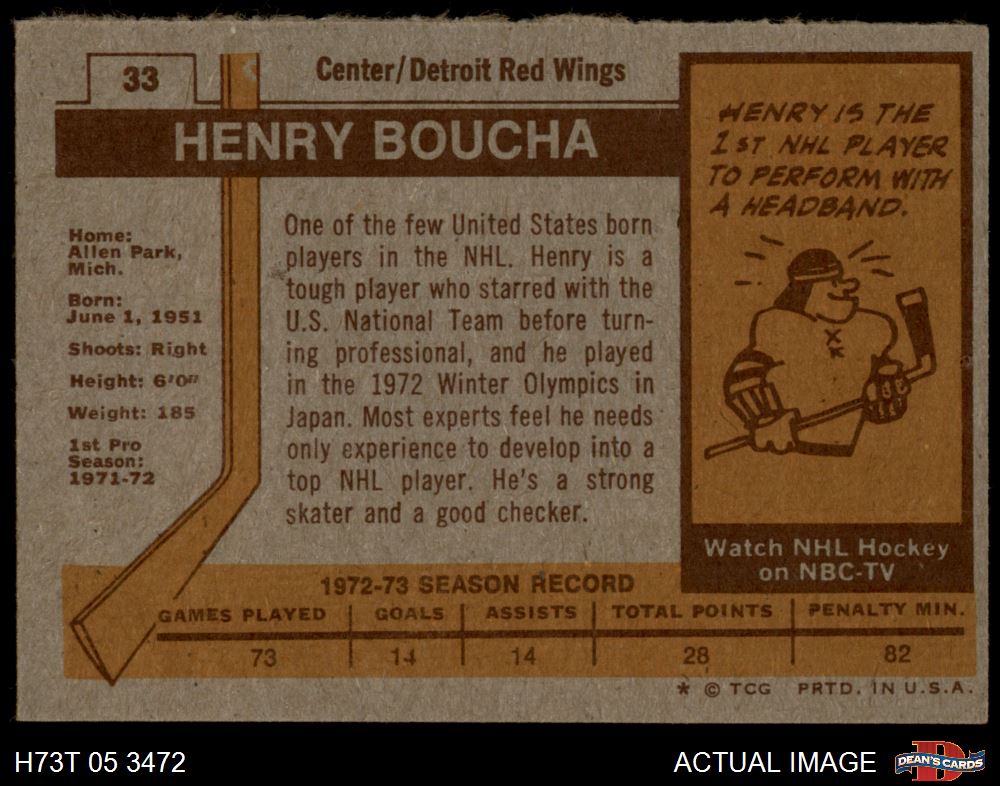 33
Center/Detroit Red Wings
HENRY BOUCHA
Home:
Allen Park,
Mich.
Born:
June 1, 1951
Shoots: Right
Height: 6'0"
Weight: 185
1st Pro
Season:
1971-72
One of the few United States born
players in the NHL. Henry is a
tough player who starred with the
U.S. National Team before turn-
ing professional, and he played
in the 1972 Winter Olympics in
Japan. Most experts feel he needs
only experience to develop into a
top NHL player. He's a strong
skater and a good checker.
HENRY IS THE
1ST NHL PLAYER
TO PERFORM WITH
A HEADBAND.
Watch NHL Hockey
on NBC-TV
1972-73 SEASON RECORD
GAMES PLAYED GOALS ASSISTS TOTAL POINTS PENALTY MIN.
73 14 14 28 82
* © TCG PRTD. IN U.S.A.
H73T 05 3472
ACTUAL IMAGE
D
DEAN'S CARDS